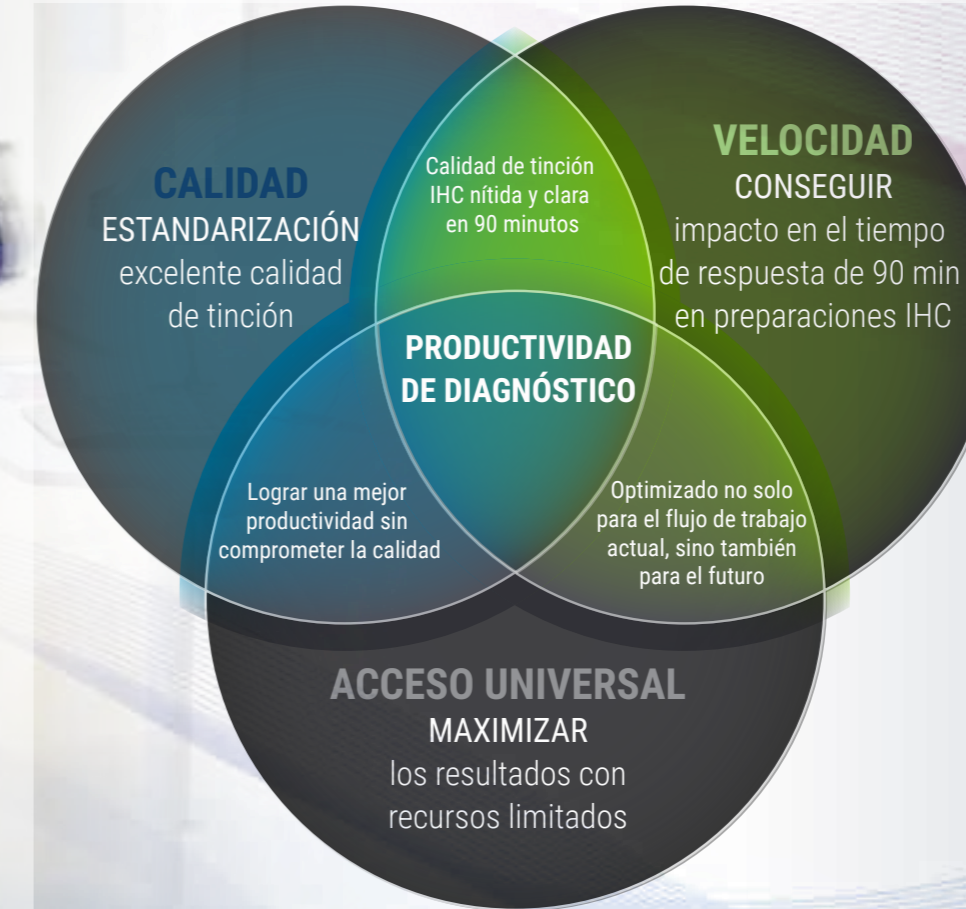 CALIDAD
ESTANDARIZACIÓN
excelente calidad
de tinción
Calidad de tinción
IHC nítida y clara
en 90 minutos
VELOCIDAD
CONSEGUIR
impacto en el tiempo
de respuesta de 90 min
en preparaciones IHC
PRODUCTIVIDAD
DE DIAGNÓSTICO
Lograr una mejor
productividad sin
comprometer la calidad
Optimizado no solo
para el flujo de trabajo
actual, sino también
para el futuro
ACCESO UNIVERSAL
MAXIMIZAR
los resultados con
recursos limitados